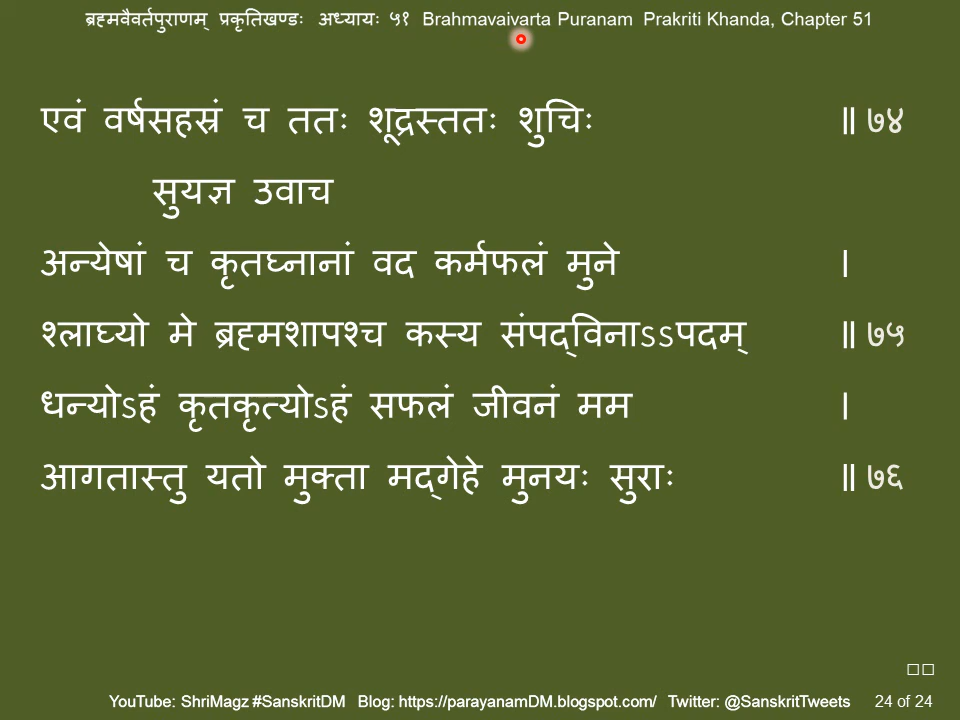 ब्रह्मवैवर्तपुराणम् प्रकृतिखण्डः अध्यायः ५१ Brahmavaivarta Puranam Prakriti Khanda, Chapter 51
एवं वर्षसहस्रं च ततः शूद्रस्ततः शुचिः ॥ ७४
सुयज्ञ उवाच
अन्येषां च कृतघ्नानां वद कर्मफलं मुने ।
श्लाघ्यो मे ब्रह्मशापश्च कस्य संपद्विनाऽऽपदम् ॥ ७५
धन्योऽहं कृतकृत्योऽहं सफलं जीवनं मम ।
आगतास्तु यतो मुक्ता मद्गेहे मुनयः सुराः ॥ ७६
YouTube: ShriMagz #SanskritDM Blog: https://parayanamDM.blogspot.com/ Twitter: @SanskritTweets 24 of 24